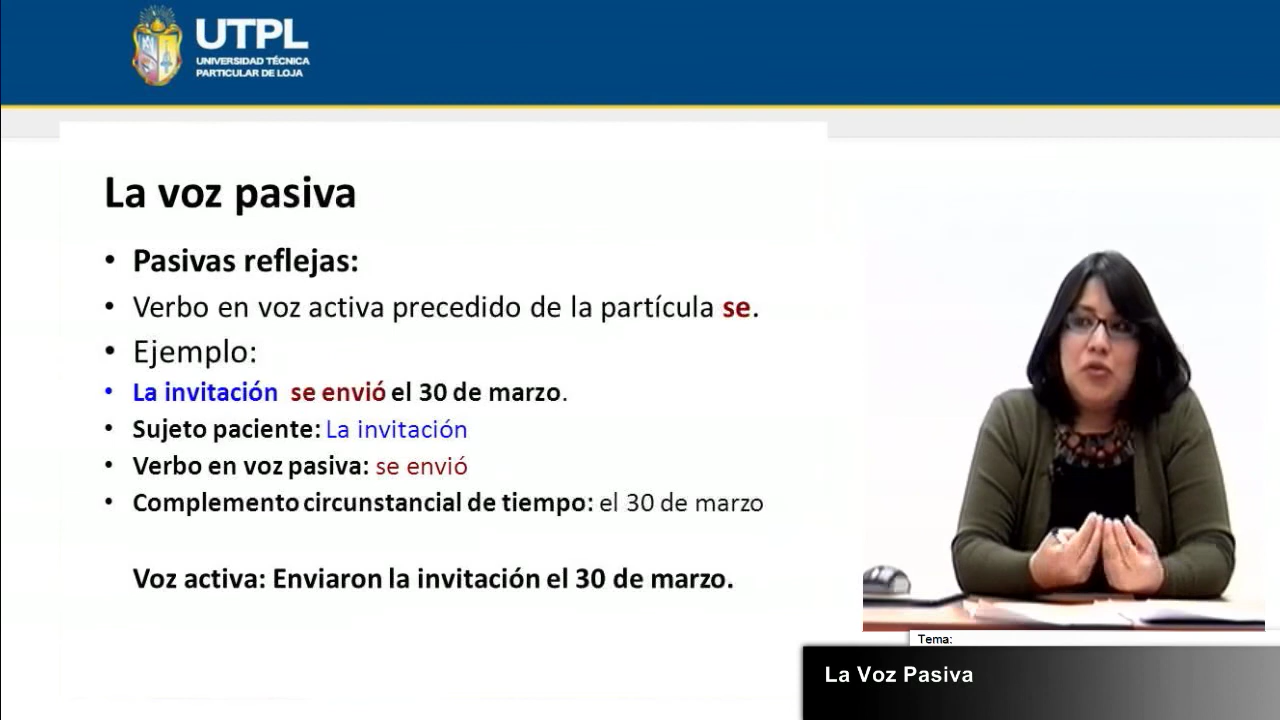 UTPL
UNIVERSIDAD TÉCNICA
PARTICULAR DE LOJA
La voz pasiva
• Pasivas reflejas:
• Verbo en voz activa precedido de la partícula se.
• Ejemplo:
• La invitación se envió el 30 de marzo.
• Sujeto paciente: La invitación
• Verbo en voz pasiva: se envió
• Complemento circunstancial de tiempo: el 30 de marzo
Voz activa: Enviaron la invitación el 30 de marzo.
Tema:
La Voz Pasiva